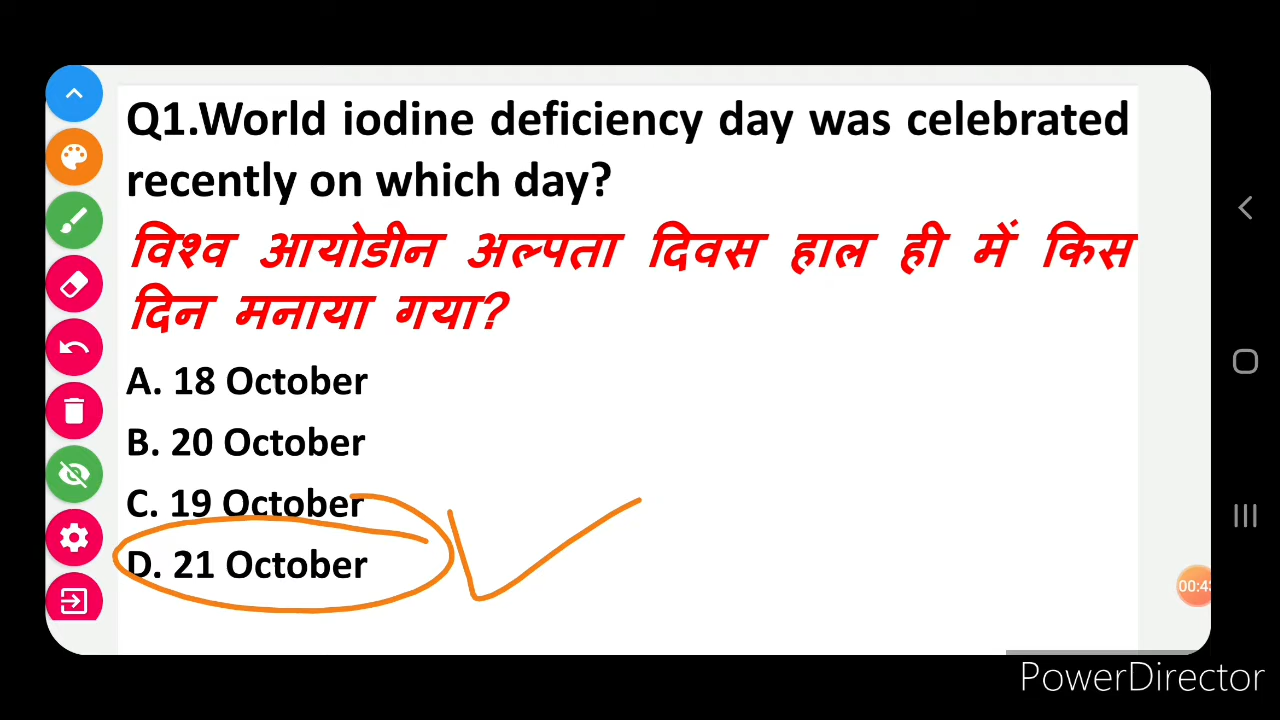 Q1.World iodine deficiency day was celebrated
recently on which day?
विश्व आयोडीन अल्पता दिवस हाल ही में किस
दिन मनाया गया?
A. 18 October
B. 20 October
C. 19 October
D. 21 October
PowerDirector